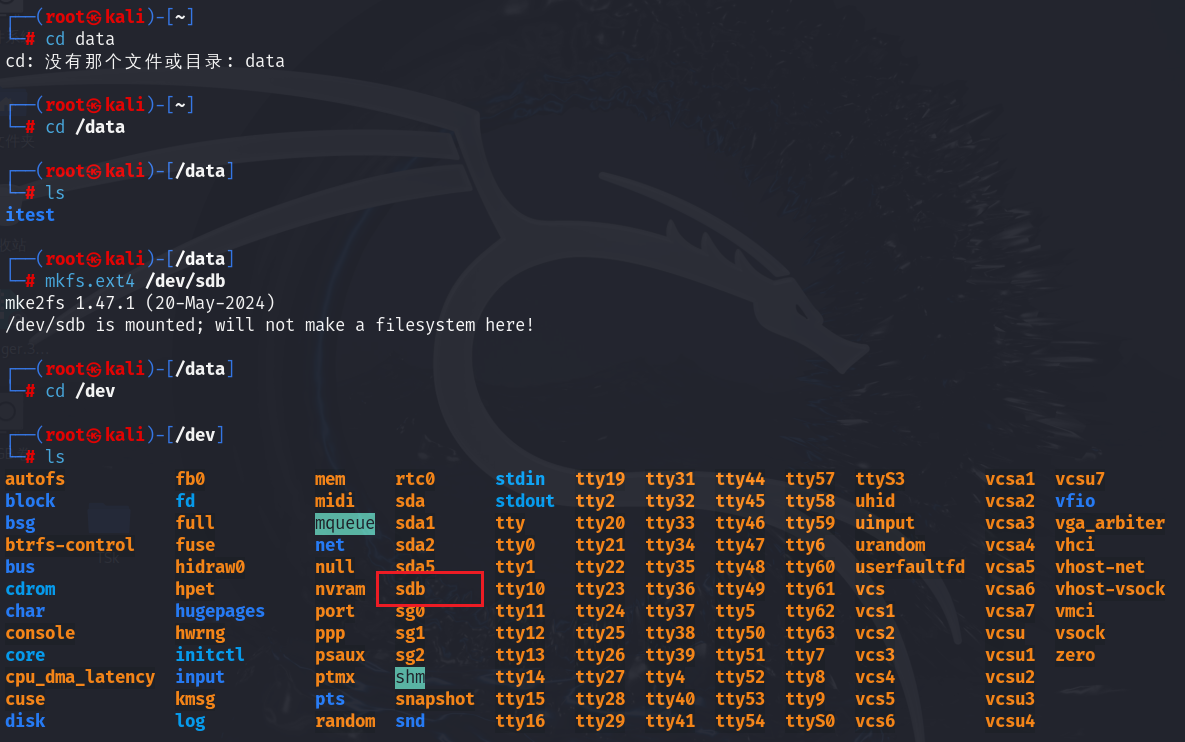 ┌──(root㉿kali)-[~]
└─# cd data
cd: 没有那个文件或目录: data
┌──(root㉿kali)-[~]
└─# cd /data
┌──(root㉿kali)-[/data]
└─# ls
itest
┌──(root㉿kali)-[/data]
└─# mkfs.ext4 /dev/sdb
mke2fs 1.47.1 (20-May-2024)
/dev/sdb is mounted; will not make a filesystem here!
┌──(root㉿kali)-[/data]
└─# cd /dev
┌──(root㉿kali)-[/dev]
└─# ls
autofs fb0 mem rtc0 stdin tty19 tty31 tty44 tty57 ttyS3 vcsa1 vcsu7
block fd midi sda stdout tty2 tty32 tty45 tty58 uhid vcsa2 vfio
bsg full mqueue sda1 tty tty20 tty33 tty46 tty59 uinput vcsa3 vga_arbiter
btrfs-control fuse net sda2 tty0 tty21 tty34 tty47 tty6 urandom vcsa4 vhci
bus hidraw0 null sda5 tty1 tty22 tty35 tty48 tty60 userfaultfd vcsa5 vhost-net
cdrom hpet nvram sdb tty10 tty23 tty36 tty49 tty61 vcs vcsa6 vhost-vsock
char hugepages port sg0 tty11 tty24 tty37 tty5 tty62 vcs1 vcsa7 vmci
console hwrng ppp sg1 tty12 tty25 tty38 tty50 tty63 vcs2 vcsu vsock
core initctl psaux sg2 tty13 tty26 tty39 tty51 tty7 vcs3 vcsu1 zero
cpu_dma_latency input ptmx shm tty14 tty27 tty4 tty52 tty8 vcs4 vcsu2
cuse kmsg pts snapshot tty15 tty28 tty40 tty53 tty9 vcs5 vcsu3
disk log random snd tty16 tty29 tty41 tty54 ttyS0 vcs6 vcsu4